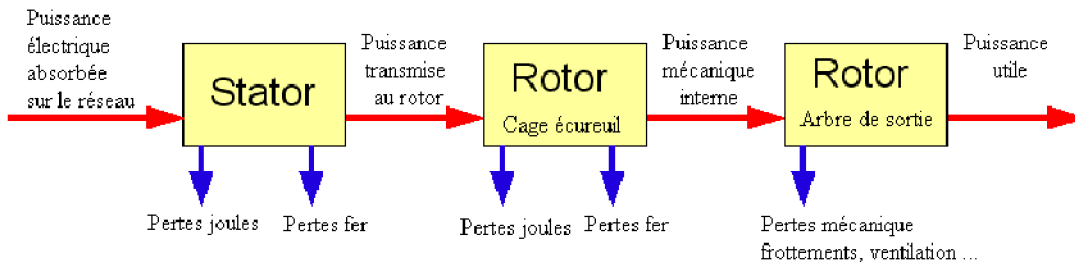 Puissance
électrique
absorbée
sur le réseau
Stator
Puissance
transmise
au rotor
Rotor
Cage écureuil
Puissance
mécanique
interne
Rotor
Arbre de sortie
Puissance
utile
Pertes joules
Pertes fer
Pertes joules
Pertes fer
Pertes mécanique
frottements, ventilation ...